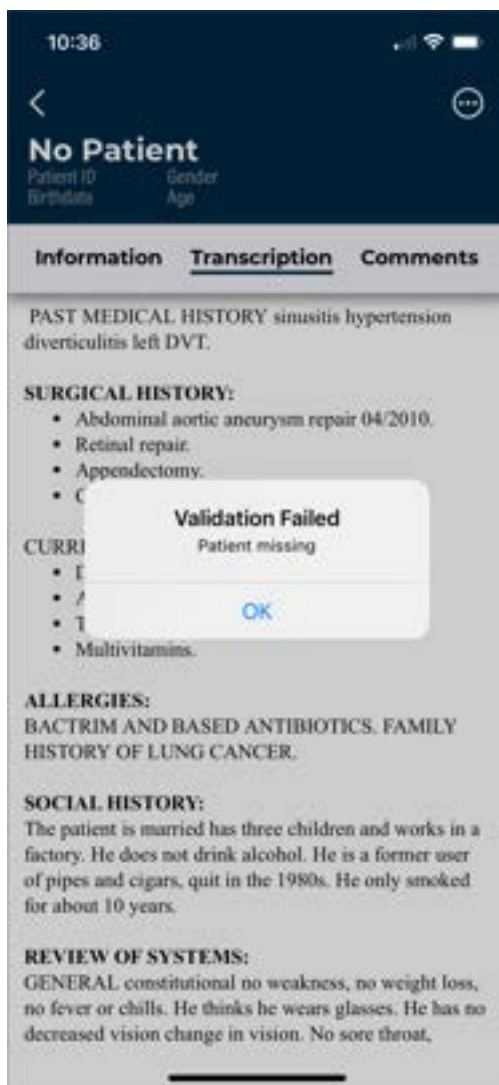 10:36
No Patient
Patient ID Gender
Birthdate Age
Information Transcription Comments
PAST MEDICAL HISTORY sinusitis hypertension
diverticulitis left DVT.
SURGICAL HISTORY:
• Abdominal aortic aneurysm repair 04/2010.
• Retinal repair.
• Appendectomy.
Validation Failed
CURR
Patient missing
OK
• Multivitamins.
ALLERGIES:
BACTRIM AND BASED ANTIBIOTICS. FAMILY
HISTORY OF LUNG CANCER.
SOCIAL HISTORY:
The patient is married has three children and works in a
factory. He does not drink alcohol. He is a former user
of pipes and cigars, quit in the 1980s. He only smoked
for about 10 years.
REVIEW OF SYSTEMS:
GENERAL constitutional no weakness, no weight loss,
no fever or chills. He thinks he wears glasses. He has no
decreased vision change in vision. No sore throat,